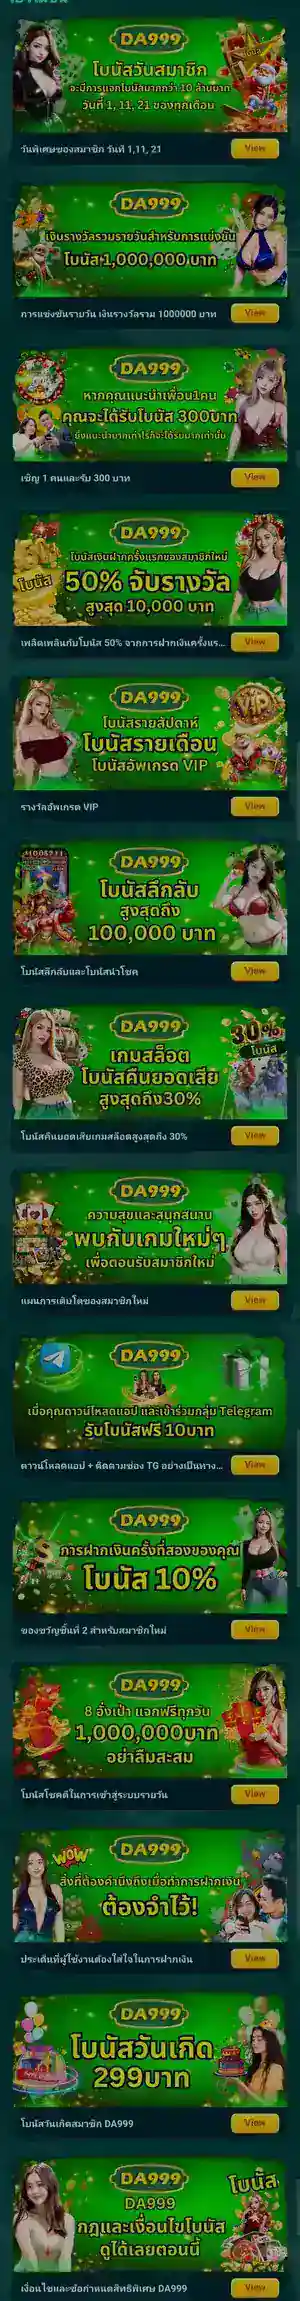 โปรโมชั่น
DA999
โบนัสวันสมาชิก
จะมีการแจกโบนัสมากกว่า 10 ล้านบาท
วันที่ 1, 11, 21 ของทุกเดือน
วันพิเศษของสมาชิก วันที่ 1,11, 21
View
DA999
เงินรางวัลรวมรายวันสำหรับการแข่งขัน
โบนัส1,000,000 บาท
การแข่งขันรายวัน เงินรางวัลรวม 1000000 บาท
View
DA999
หากคุณแนะนำเพื่อน1คน
คุณจะได้รับโบนัส 300บาท
ยิ่งแนะนำมากเท่าไรก็จะได้รับมากเท่านั้น
เชิญ 1 คนและรับ 300 บาท
View
DA999
โบนัสเงินฝากครั้งแรกของสมาชิกใหม่
โบนัส
50% จับรางวัล
สูงสุด 10,000 บาท
เพลิดเพลินกับโบนัส 50% จากการฝากเงินครั้งแร...
View
DA999
VIP
โบนัสรายสัปดาห์
โบนัสรายเดือน
โบนัสอัพเกรด VIP
รางวัลอัพเกรด VIP
View
DA999
โบนัสลึกลับ
สูงสุดถึง
100,000 บาท
โบนัสลึกลับและโบนัสนำโชค
View
DA999
30%
โบนัส
เกมสล็อต
โบนัสคืนยอดเสีย
สูงสุดถึง30%
โบนัสคืนยอดเสียเกมสล็อตสูงสุดถึง 30%
View
DA999
ความสุขและสนุกสนาน
พบกับเกมใหม่ๆ
เพื่อตอนรับสมาชิกใหม่
แผนการเติบโตของสมาชิกใหม่
View
DA999
เมื่อคุณดาวน์โหลดแอป และเข้าร่วมกลุ่ม Telegram
รับโบนัสฟรี 10บาท
ดาวน์โหลดแอป + ติดตามช่อง TG อย่างเป็นทาง...
View
DA999
การฝากเงินครั้งที่สองของคุณ
โบนัส 10%
ของขวัญชิ้นที่ 2 สำหรับสมาชิกใหม่
View
DA999
8 อั่งเปา แจกฟรีทุกวัน
1,000,000บาท
อย่าลืมสะสม
โบนัสโชคดีในการเข้าสู่ระบบรายวัน
View
DA999
WOW
สิ่งที่ต้องคำนึงถึงเมื่อทำการฝากเงิน
ต้องจำไว้!
ประเด็นที่ผู้ใช้งานต้องใส่ใจในการฝากเงิน
View
DA999
โบนัสวันเกิด
299บาท
โบนัสวันเกิดสมาชิก DA999
View
DA999
โบนัส
DA999
กฎและเงื่อนไขโบนัส
ดูได้เลยตอนนี้
เงื่อนไขและข้อกำหนดสิทธิพิเศษ DA999
View